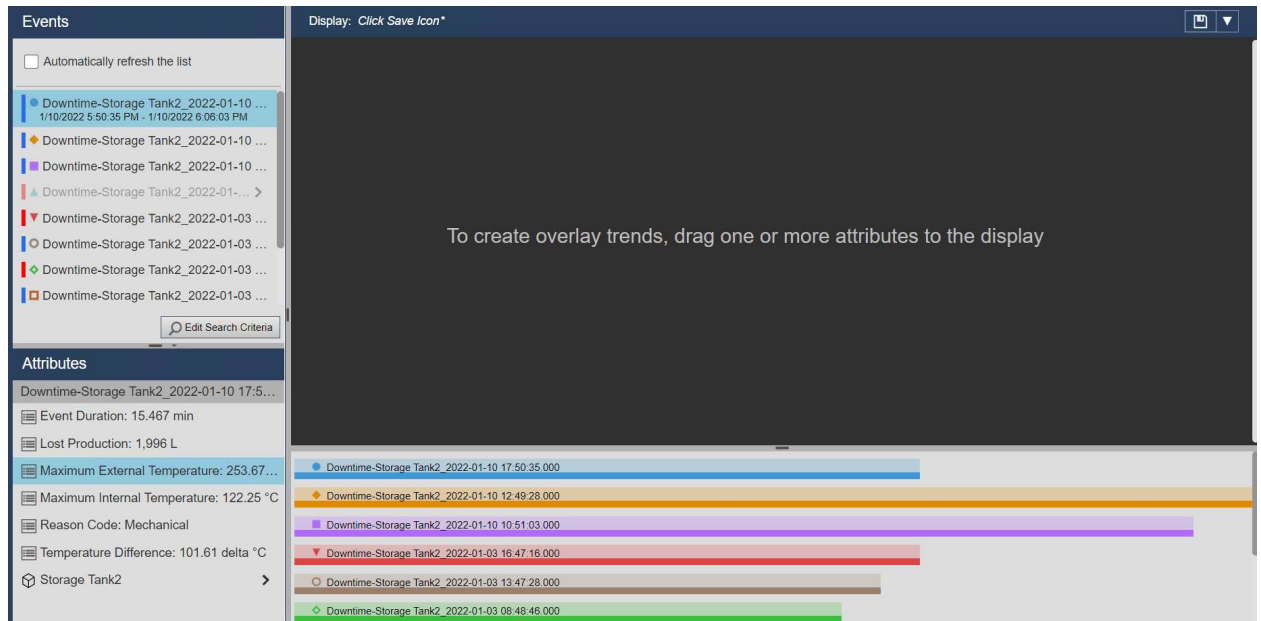 Events
Display: Click Save Icon*
Automatically refresh the list
Downtime-Storage Tank2_2022-01-10 ...
1/10/2022 5:50:35 PM - 1/10/2022 6:06:03 PM
Downtime-Storage Tank2_2022-01-10 ...
Downtime-Storage Tank2_2022-01-10 ...
Downtime-Storage Tank2_2022-01-...
Downtime-Storage Tank2_2022-01-03 ...
Downtime-Storage Tank2_2022-01-03 ...
Downtime-Storage Tank2_2022-01-03 ...
Downtime-Storage Tank2_2022-01-03 ...
Edit Search Criteria
To create overlay trends, drag one or more attributes to the display
Attributes
Downtime-Storage Tank2_2022-01-10 17:5...
Event Duration: 15.467 min
Lost Production: 1,996 L
Maximum External Temperature: 253.67...
Maximum Internal Temperature: 122.25 °C
Reason Code: Mechanical
Temperature Difference: 101.61 delta °C
Storage Tank2
Downtime-Storage Tank2_2022-01-10 17:50:35.000
Downtime-Storage Tank2_2022-01-10 12:49:28.000
Downtime-Storage Tank2_2022-01-10 10:51:03.000
Downtime-Storage Tank2_2022-01-03 16:47:16.000
Downtime-Storage Tank2_2022-01-03 13:47:28.000
Downtime-Storage Tank2_2022-01-03 08:48:46.000